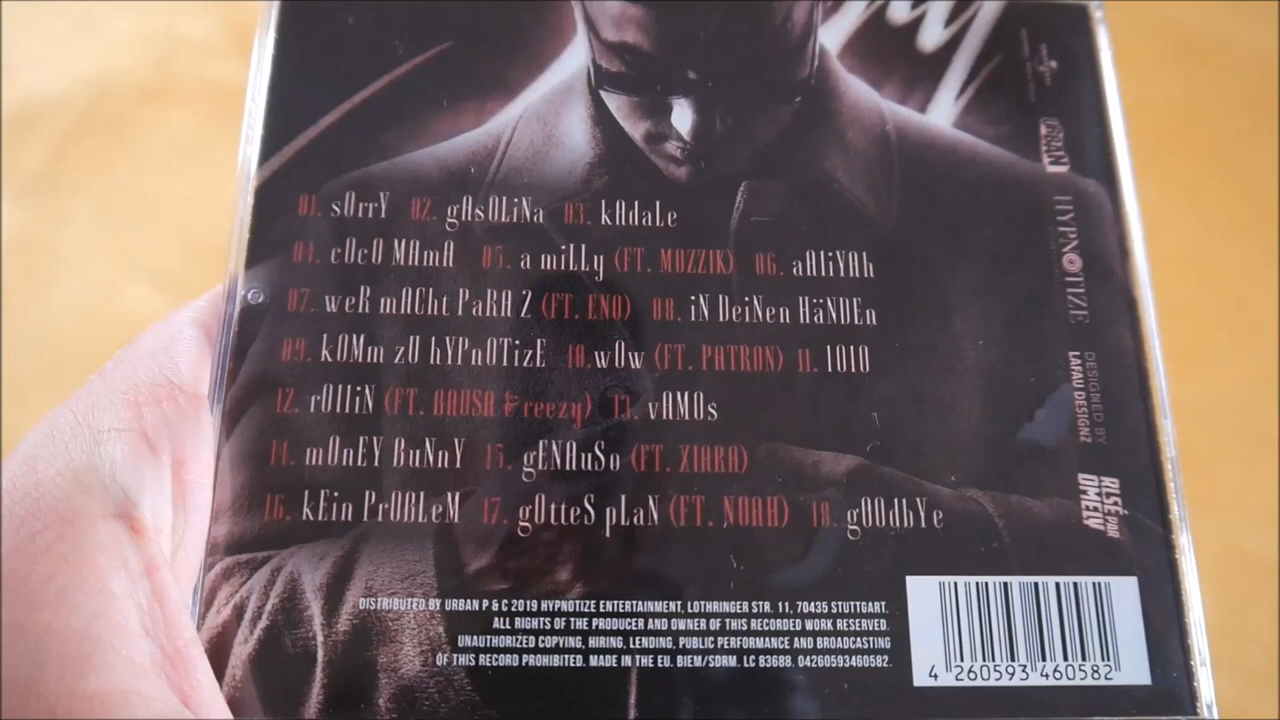 01. sOrrY 02. gAsOLiNa 03. kAdaLe
04. cOcO MAmA 05. a miLLy (FT. MOZZIK) 06. aAliYAh
07. weR mACht PaRA 2 (FT. ENO) 08. iN DeiNen HäNDEn
09. kOMm zU hYPnOTizE 10. wOw (FT. PATRON) 11. 1010
12. rOlliN (FT. BAUSA & reezy) 13. vAMOs
14. mOnEY BuNnY 15. gENAuSo (FT. XIARA)
16. kEin PrOBLeM 17. gOtteS pLaN (FT. NOAH) 18. gOOdbYe
DISTRIBUTED BY URBAN P & C 2019 HYPNOTIZE ENTERTAINMENT, LOTHRINGER STR. 11, 70435 STUTTGART.
ALL RIGHTS OF THE PRODUCER AND OWNER OF THIS RECORDED WORK RESERVED.
UNAUTHORIZED COPYING, HIRING, LENDING, PUBLIC PERFORMANCE AND BROADCASTING
OF THIS RECORD PROHIBITED. MADE IN THE EU. BIEM/SDRM. LC 83688. 04260593460582.
4 260593 460582
URBAN
HYPNOTIZE
DESIGNED BY
LAFAU DESIGNZ
RLSÉ PAR
OMELY